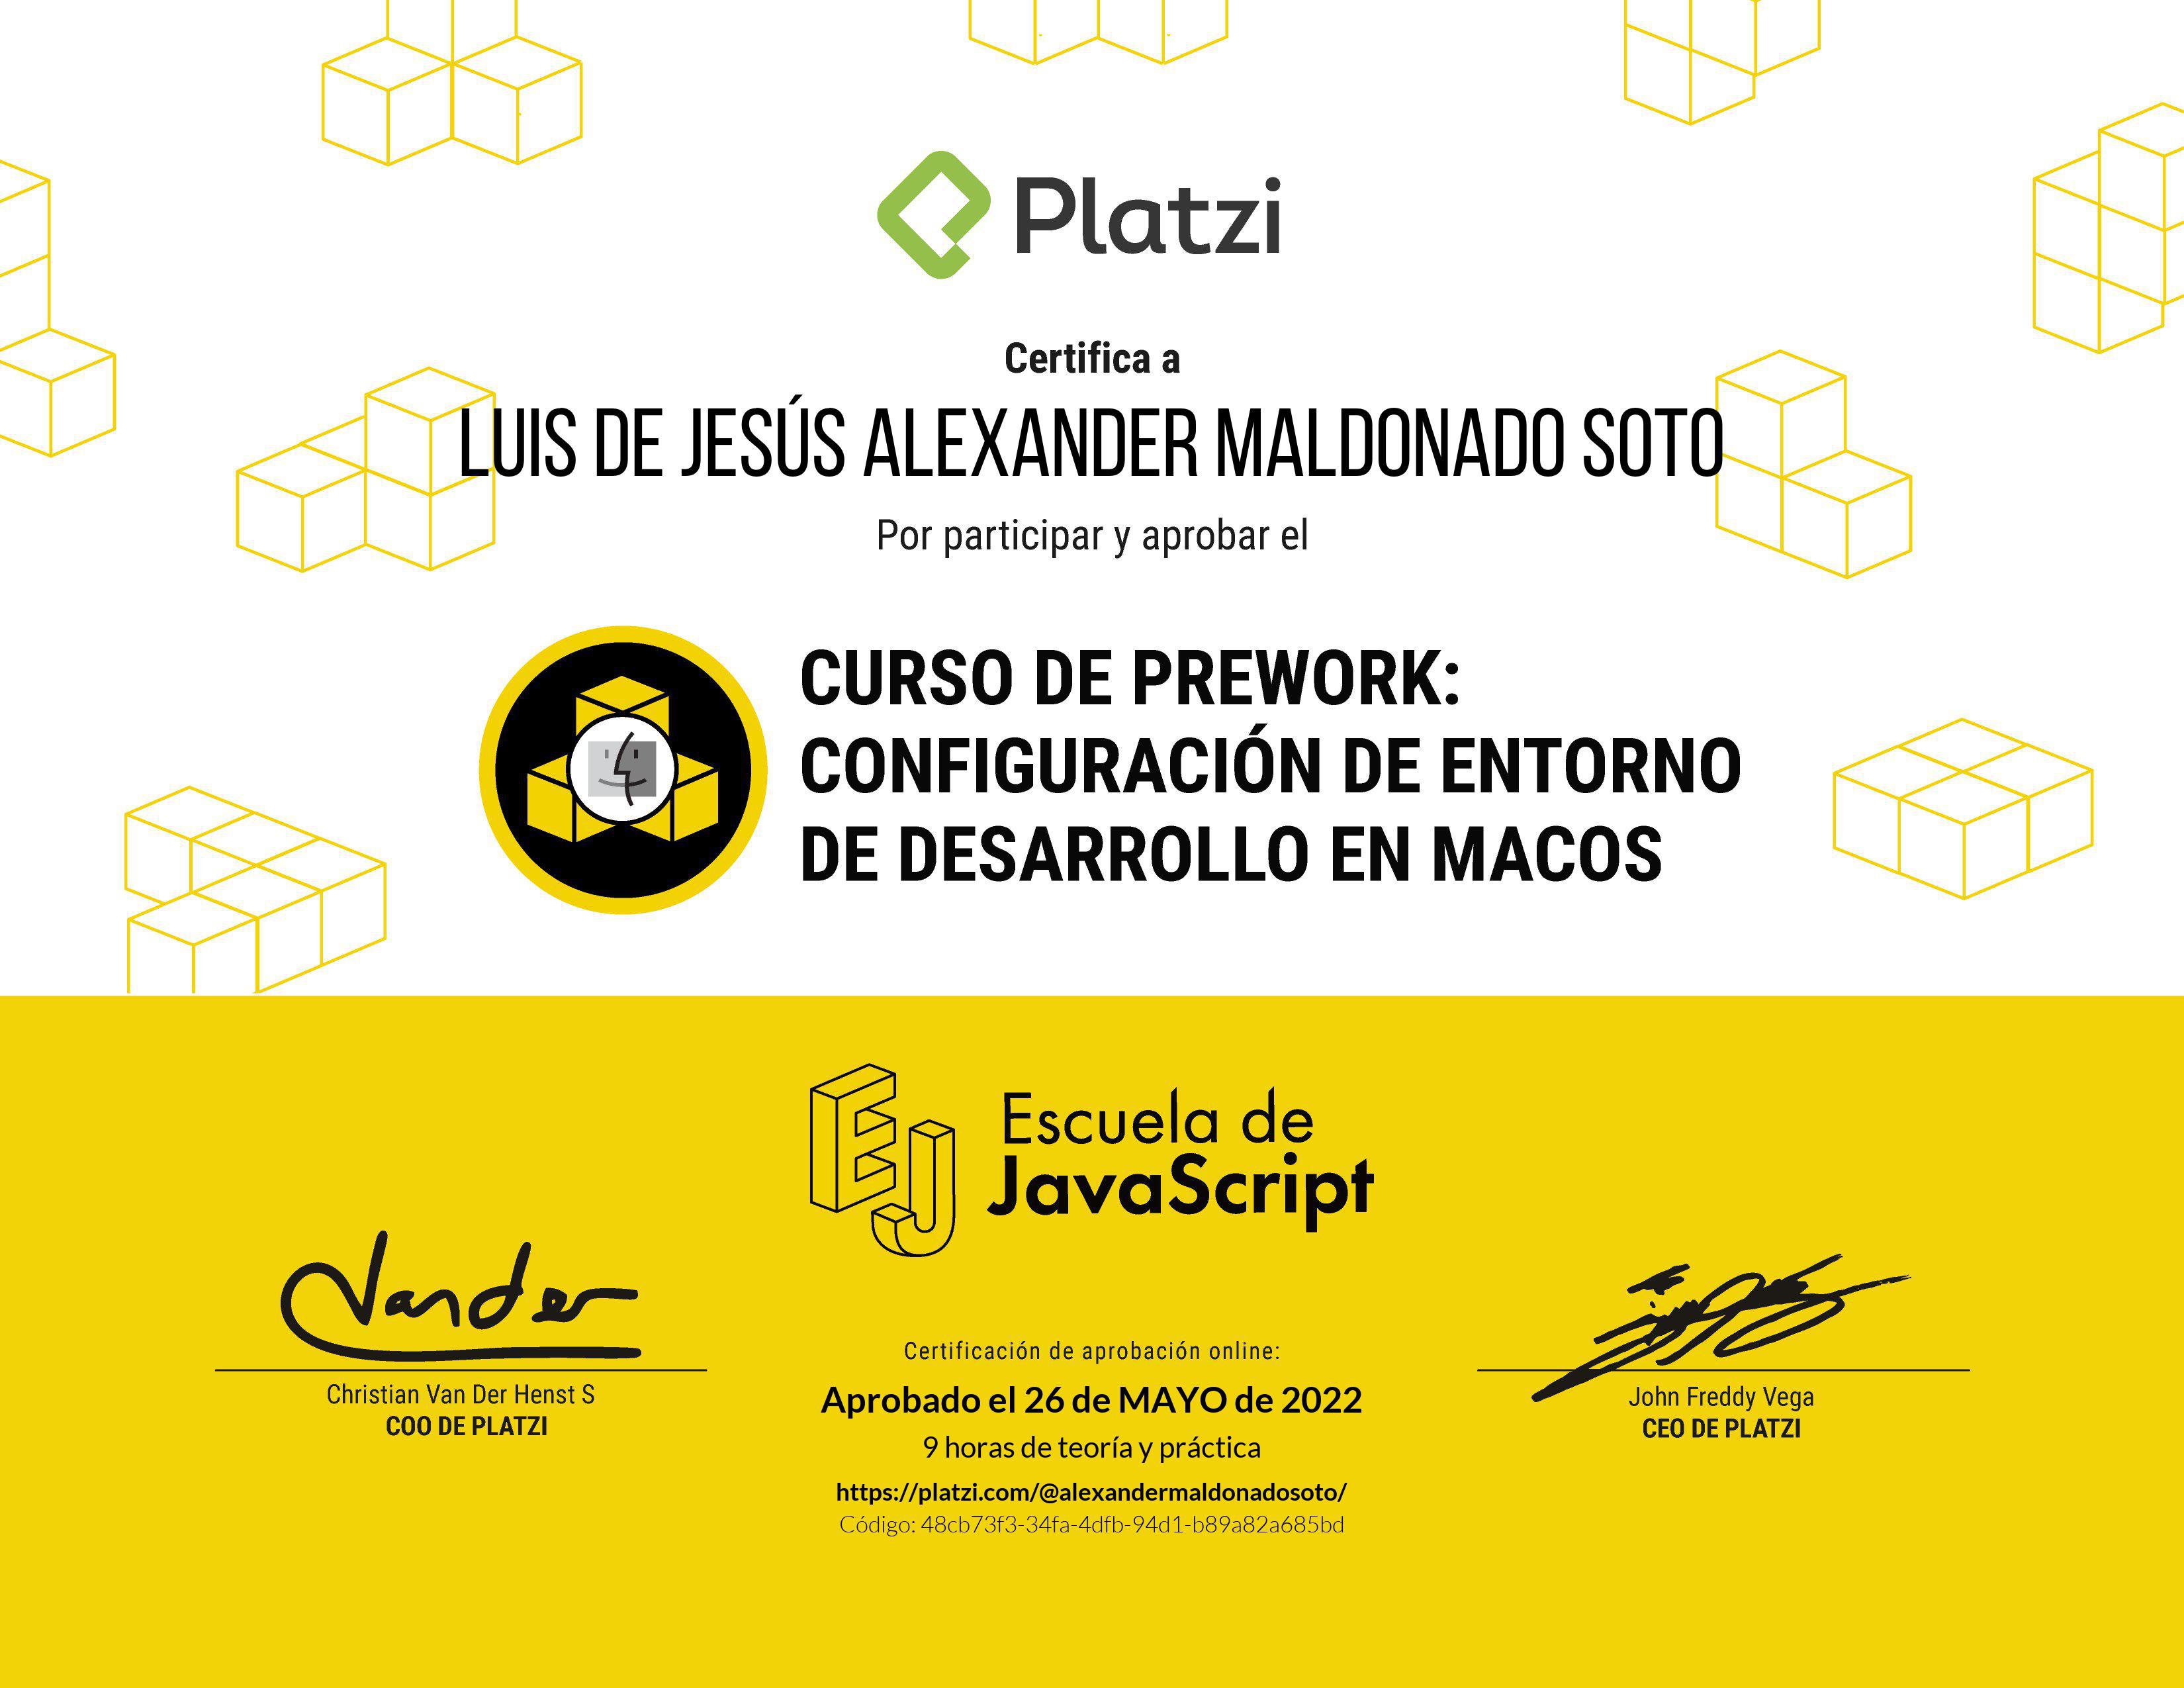 Platzi
Certifica a
LUIS DE JESÚS ALEXANDER MALDONADO SOTO
Por participar y aprobar el
CURSO DE PREWORK:
CONFIGURACIÓN DE ENTORNO
DE DESARROLLO EN MACOS
EJ
Escuela de
JavaScript
Vander
Christian Van Der Henst S
COO DE PLATZI
Certificación de aprobación online:
Aprobado el 26 de MAYO de 2022
9 horas de teoría y práctica
https://platzi.com/@alexandermaldonadosoto/
Código: 48cb73f3-34fa-4dfb-94d1-b89a82a685bd
John Freddy Vega
CEO DE PLATZI